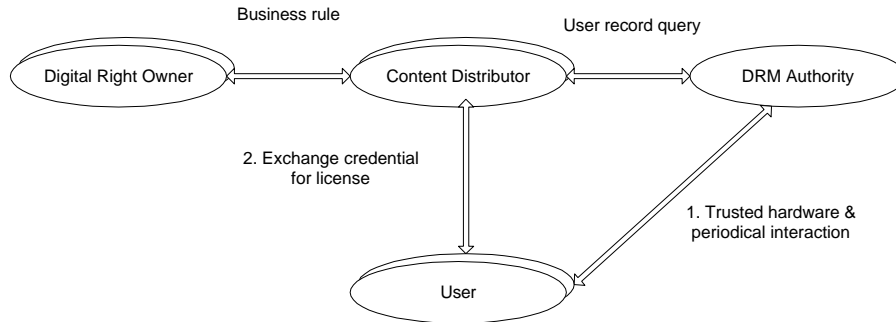 Business rule
User record query
Digital Right Owner
Content Distributor
DRM Authority
2. Exchange credential
for license
1. Trusted hardware &
periodical interaction
User